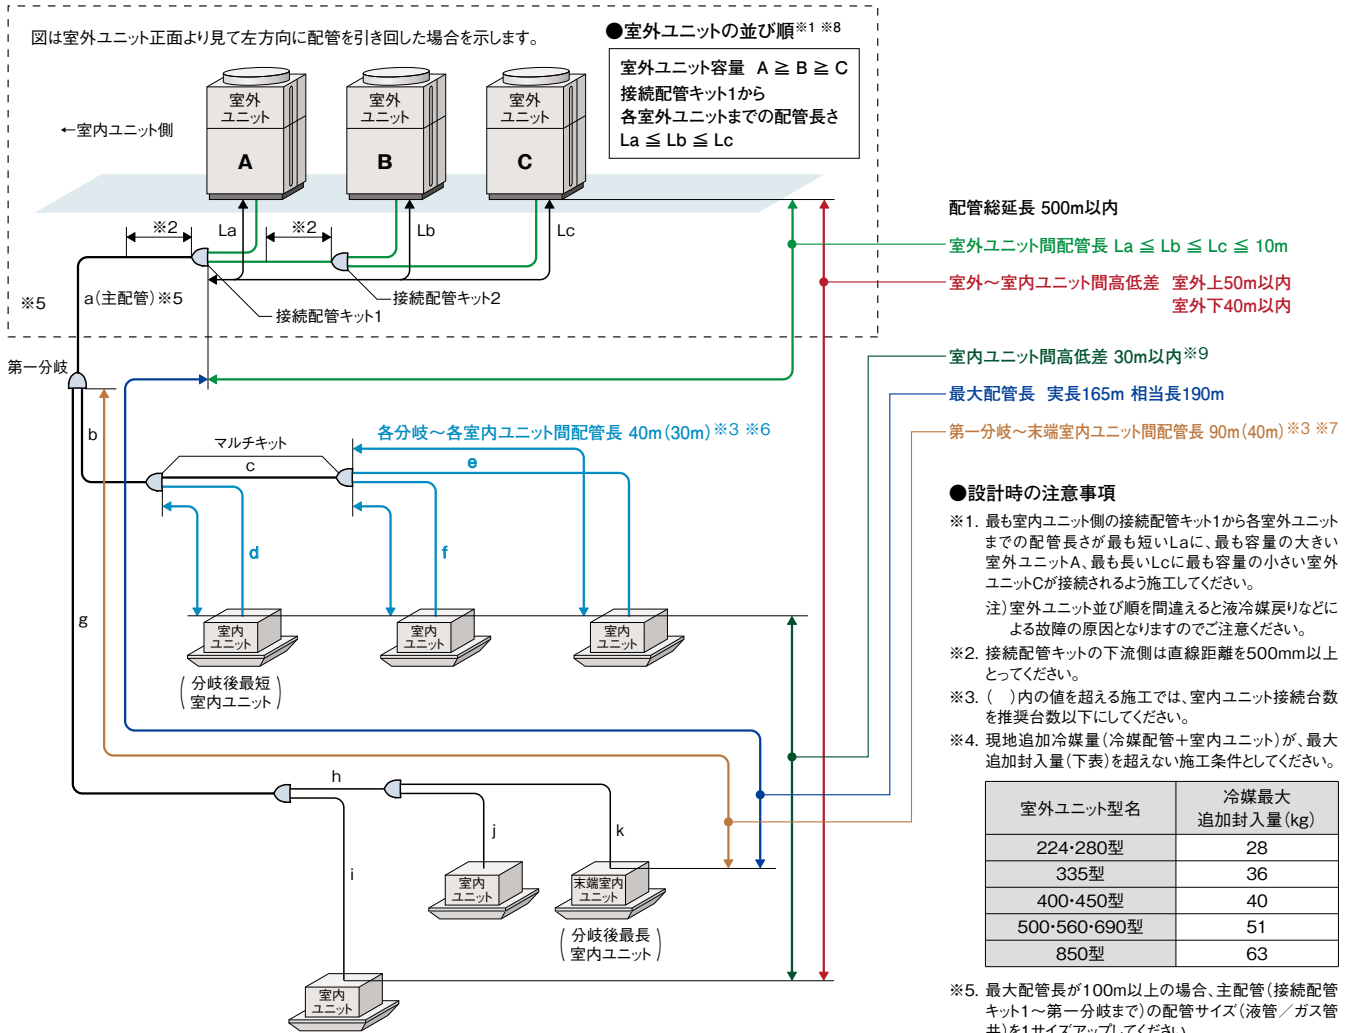 図は室外ユニット正面より見て左方向に配管を引き回した場合を示します。
●室外ユニットの並び順※1 ※8
室外ユニット容量 A ≧ B ≧ C
接続配管キット1から
各室外ユニットまでの配管長さ
La ≦ Lb ≦ Lc
←室内ユニット側
室外
ユニット
A
室外
ユニット
B
室外
ユニット
C
※2
La
※2
Lb
Lc
※5
a(主配管)※5
接続配管キット2
接続配管キット1
第一分岐
配管総延長 500m以内
室外ユニット間配管長 La ≦ Lb ≦ Lc ≦ 10m
室外～室内ユニット間高低差 室外上50m以内
室外下40m以内
室内ユニット間高低差 30m以内※9
最大配管長 実長165m 相当長190m
第一分岐～末端室内ユニット間配管長 90m(40m)※3 ※7
b
マルチキット
c
各分岐～各室内ユニット間配管長 40m(30m)※3 ※6
e
d
f
g
室内
ユニット
室内
ユニット
室内
ユニット
(分岐後最短
室内ユニット)
h
j
k
i
室内
ユニット
末端室内
ユニット
(分岐後最長
室内ユニット)
室内
ユニット
●設計時の注意事項
※1. 最も室内ユニット側の接続配管キット1から各室外ユニット
までの配管長さが最も短いLaに、最も容量の大きい
室外ユニットA、最も長いLcに最も容量の小さい室外
ユニットCが接続されるよう施工してください。
注)室外ユニット並び順を間違えると液冷媒戻りなどに
よる故障の原因となりますのでご注意ください。
※2. 接続配管キットの下流側は直線距離を500mm以上
とってください。
※3. ( )内の値を超える施工では、室内ユニット接続台数
を推奨台数以下にしてください。
※4. 現地追加冷媒量(冷媒配管+室内ユニット)が、最大
追加封入量(下表)を超えない施工条件としてください。
室外ユニット型名 冷媒最大
追加封入量(kg)
224・280型 28
335型 36
400・450型 40
500・560・690型 51
850型 63
※5. 最大配管長が100m以上の場合、主配管(接続配管
キット1～第一分岐まで)の配管サイズ(液管／ガス管
共)を1サイズアップしてください